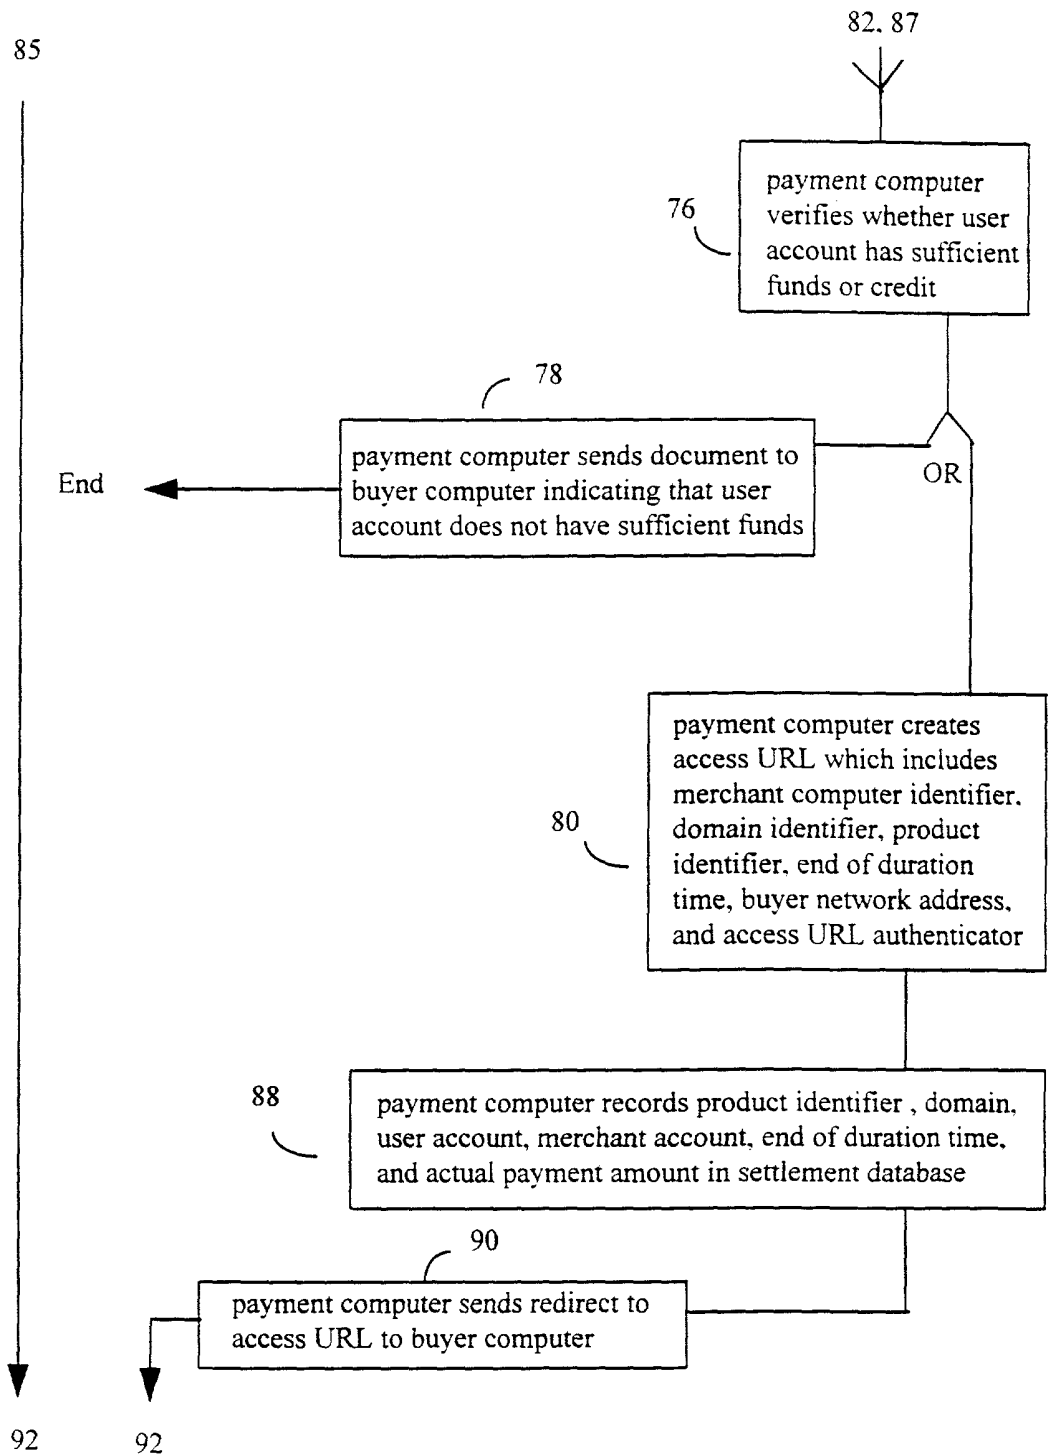 82, 87
85
payment computer
verifies whether user
account has sufficient
funds or credit
76
78
payment computer sends document to
buyer computer indicating that user
account does not have sufficient funds
End
OR
payment computer creates
access URL which includes
merchant computer identifier,
domain identifier, product
identifier, end of duration
time, buyer network address,
and access URL authenticator
80
88
payment computer records product identifier , domain,
user account, merchant account, end of duration time,
and actual payment amount in settlement database
90
payment computer sends redirect to
access URL to buyer computer
92
92